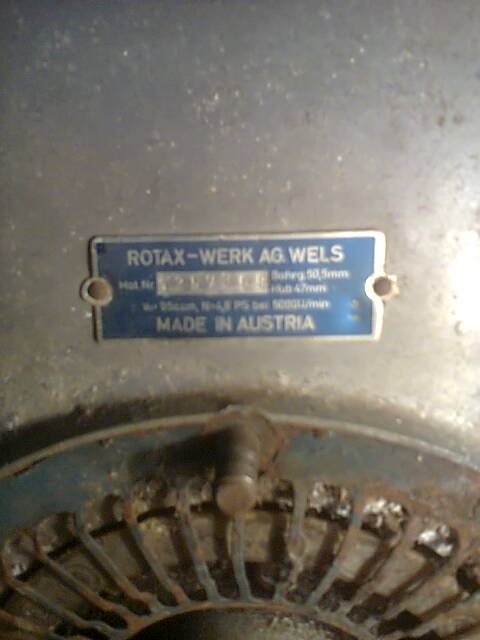 ROTAX-WERK AG. WELS
Mot. Nr. Bohrg. 50,5mm
Hub 47mm
N=4,8 PS bei 5000U/min
MADE IN AUSTRIA